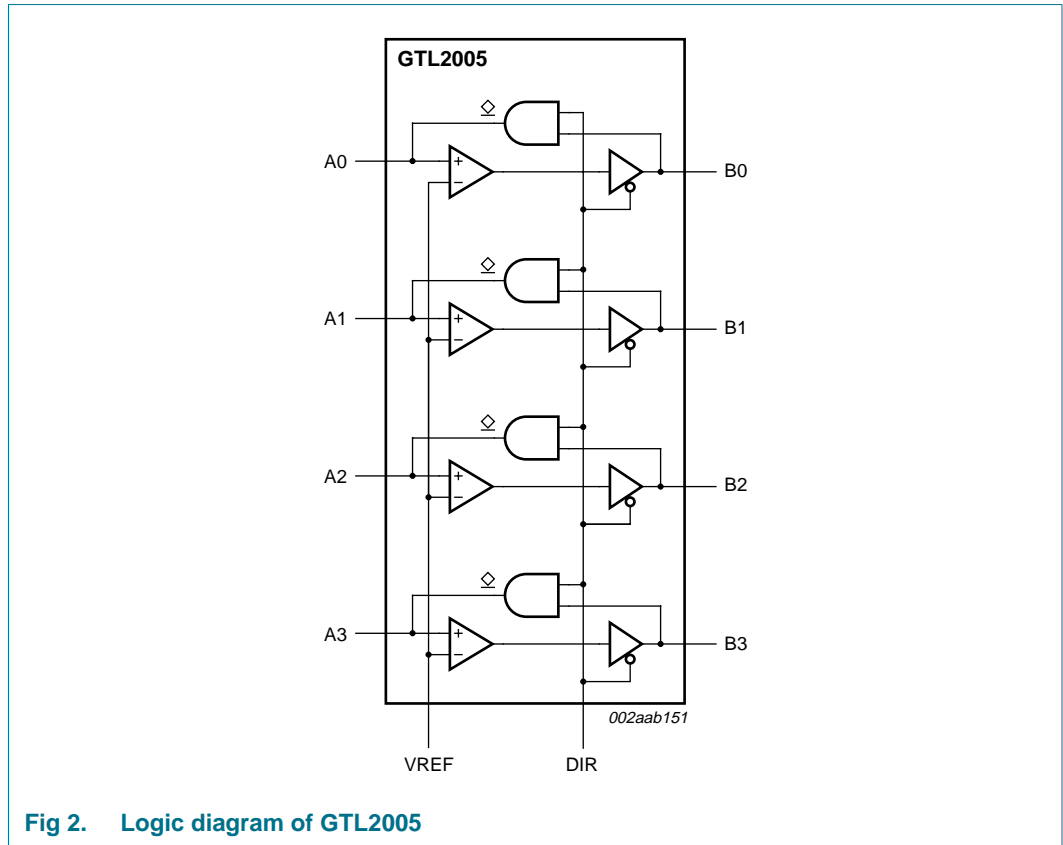 GTL2005
A0
+
−
B0
A1
+
−
B1
A2
+
−
B2
A3
+
−
B3
002aab151
VREF DIR
Fig 2. Logic diagram of GTL2005